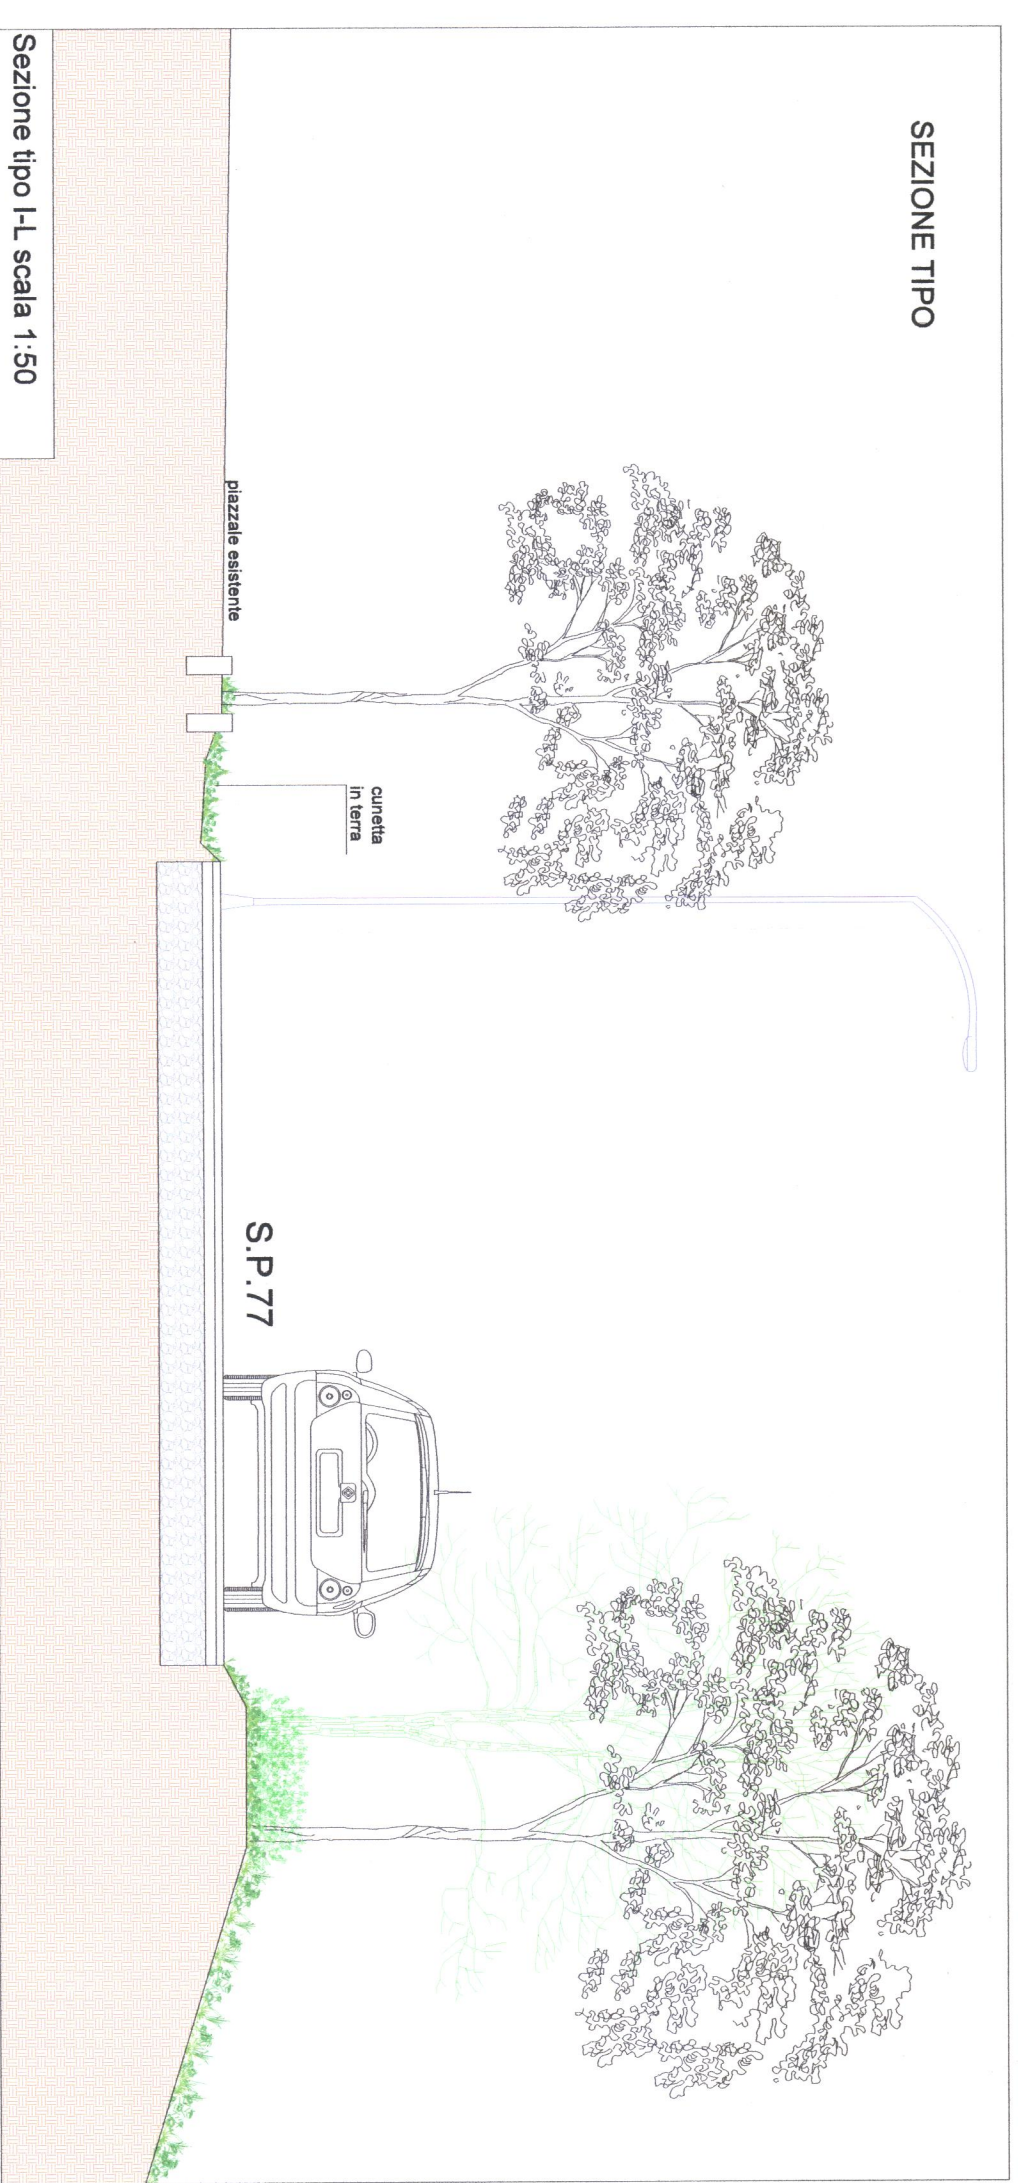 SEZIONE TIPO
cunetta
in terra
piazzale esistente
S.P.77
Sezione tipo I-L scala 1:50